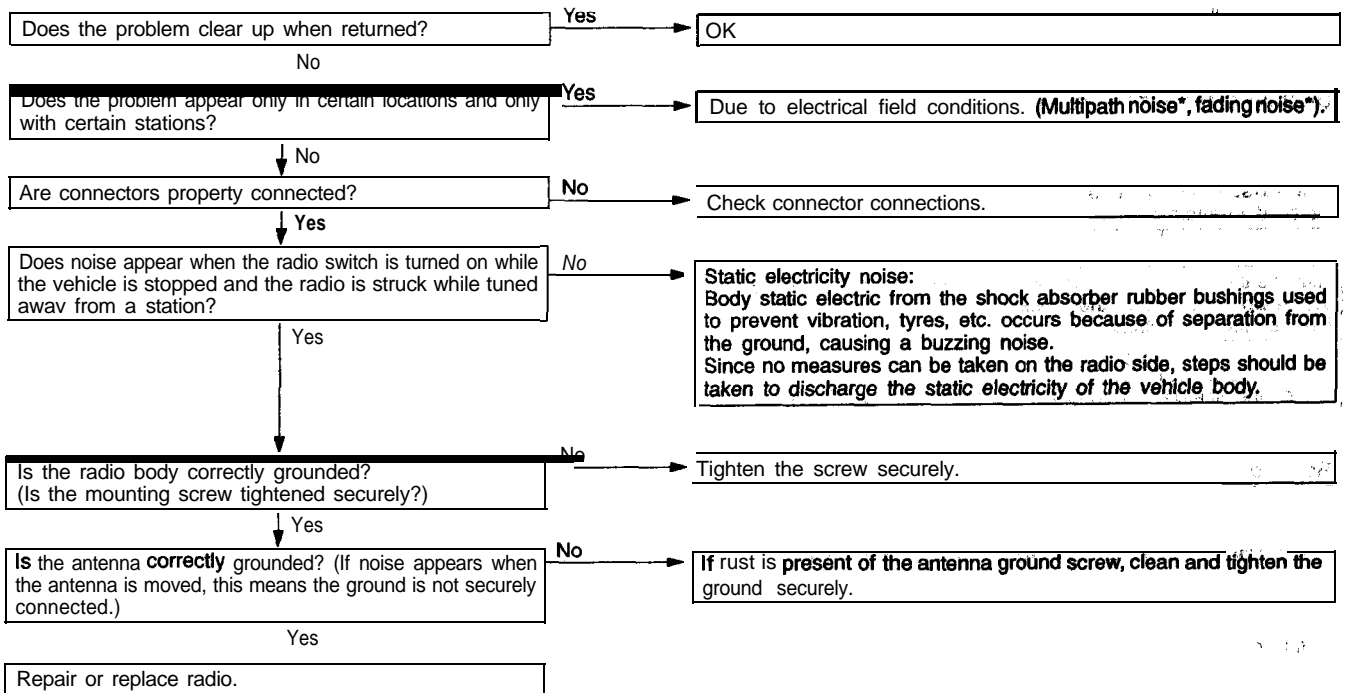 Does the problem clear up when returned?
Yes
OK
No
Does the problem appear only in certain locations and only
with certain stations?
Yes
Due to electrical field conditions. (Multipath noise*, fading noise*).
No
Are connectors property connected?
No
Check connector connections.
Yes
Does noise appear when the radio switch is turned on while
the vehicle is stopped and the radio is struck while tuned
away from a station?
No
Static electricity noise:
Body static electric from the shock absorber rubber bushings used
to prevent vibration, tyres, etc. occurs because of separation from
the ground, causing a buzzing noise.
Since no measures can be taken on the radio side, steps should be
taken to discharge the static electricity of the vehicle body.
Yes
Is the radio body correctly grounded?
(Is the mounting screw tightened securely?)
No
Tighten the screw securely.
Yes
Is the antenna correctly grounded? (If noise appears when
the antenna is moved, this means the ground is not securely
connected.)
No
If rust is present of the antenna ground screw, clean and tighten the
ground securely.
Yes
Repair or replace radio.